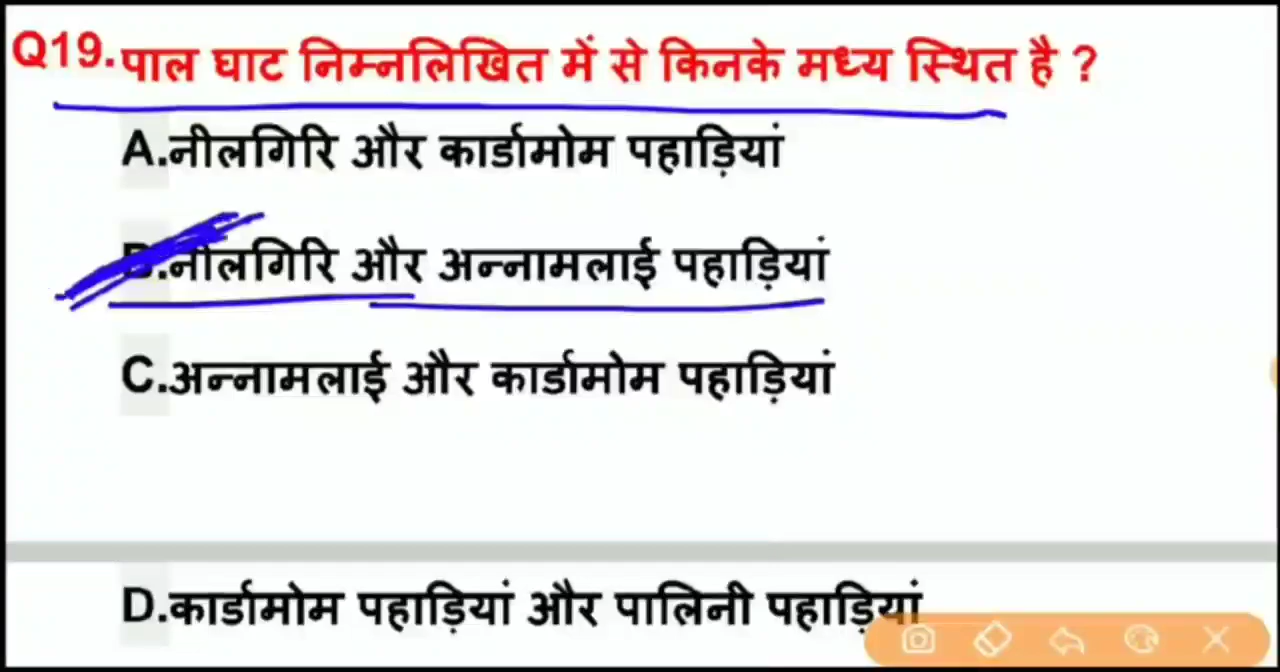 Q19. पाल घाट निम्नलिखित में से किनके मध्य स्थित है ?
A.नीलगिरि और कार्डामोम पहाड़ियां
B.नीलगिरि और अन्नामलाई पहाड़ियां
C.अन्नामलाई और कार्डामोम पहाड़ियां
D.कार्डामोम पहाड़ियां और पालिनी पहाड़ियां